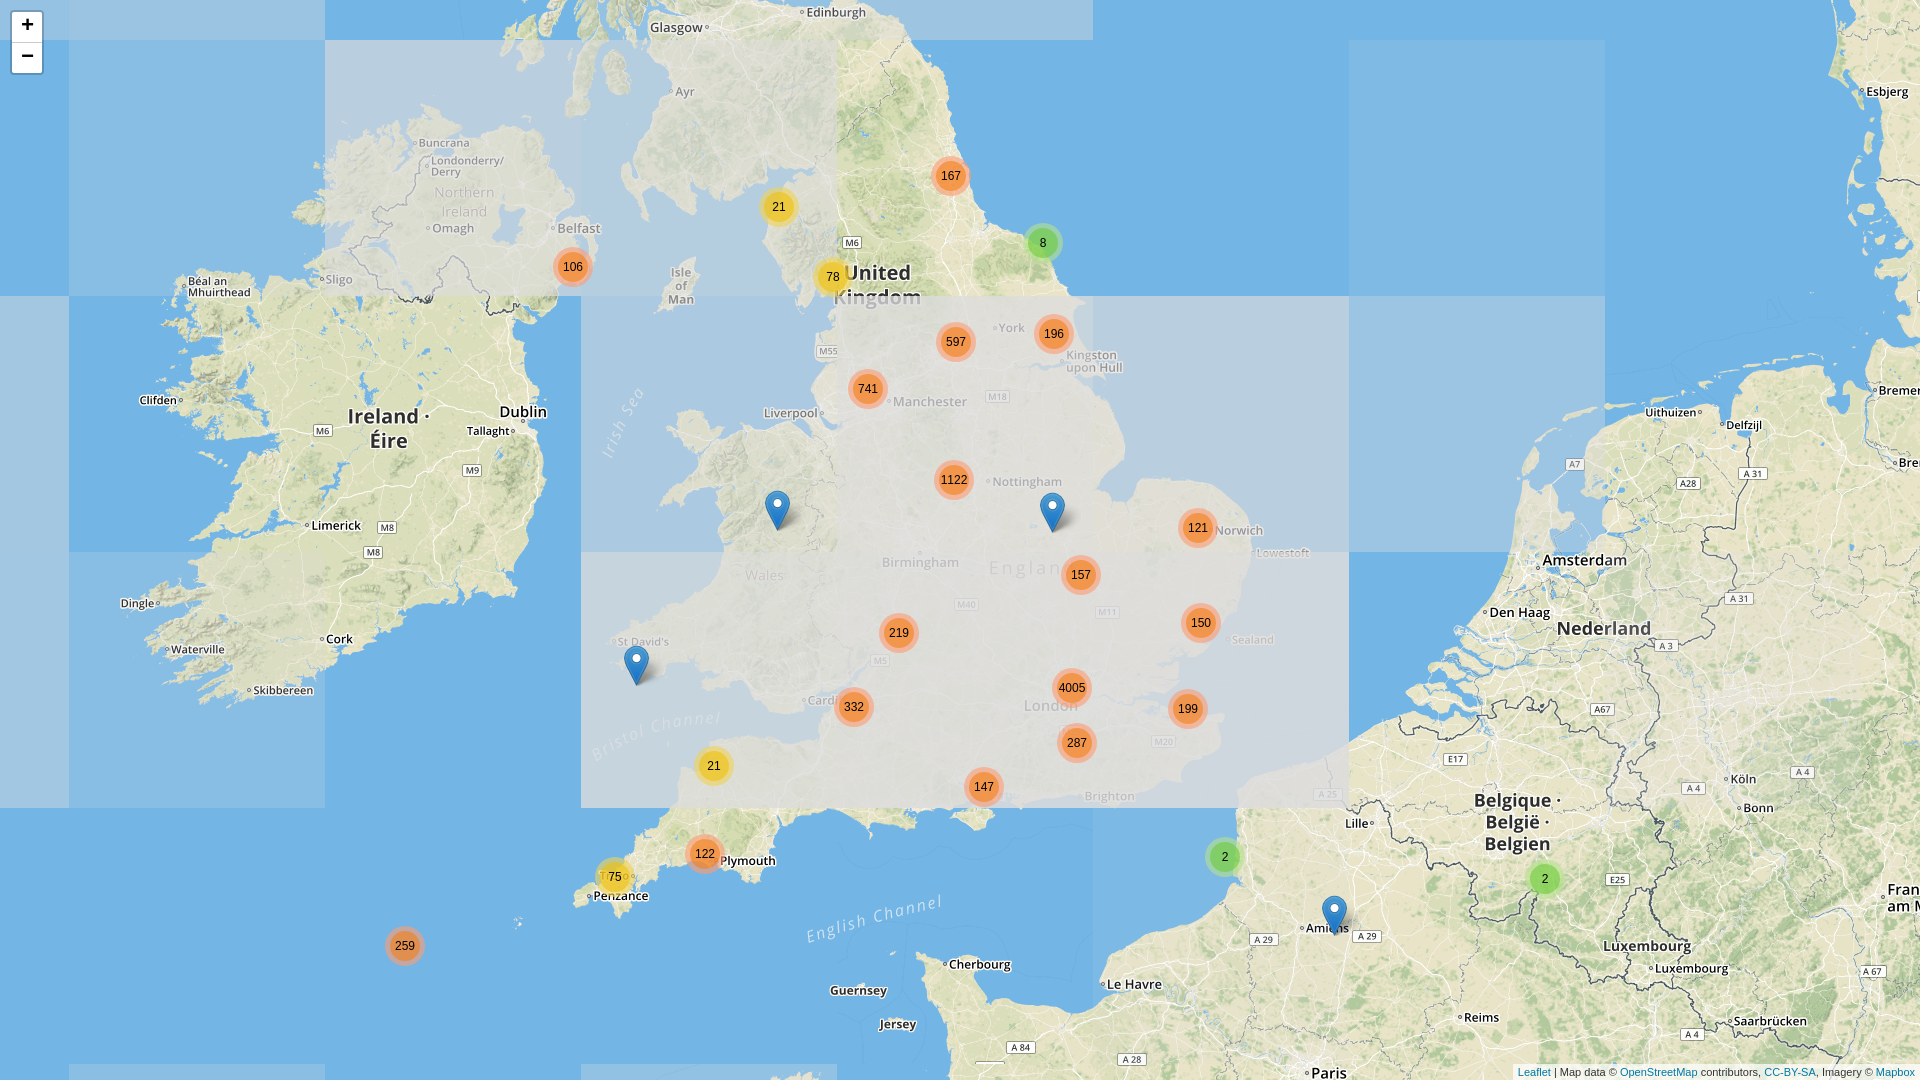 +
−
Edinburgh
Glasgow
Ayr
Esbjerg
Buncrana
Londonderry/
Derry
Northern
Ireland
Omagh
Belfast
167
21
8
M6
106
Sligo
Béal an
Mhuirthead
Isle
of
Man
78
United
Kingdom
York
196
597
M55
Kingston
upon Hull
741
Manchester
M18
Liverpool
Clifden
Ireland ·
Éire
Dublin
Tallaght
M6
M9
Irish Sea
Uithuizen
Delfzijl
Bremer
Bre
A7
A 31
A28
1122
Nottingham
121
Norwich
Lowestoft
Limerick
M8
M8
Birmingham
Wales
157
Amsterdam
A 31
Dingle
M40
M11
Den Haag
Nederland
Cork
St David's
219
150
Sealand
A 3
Waterville
M5
Skibbereen
4005
London
Cardi
332
199
A67
Bristol Channel
287
M20
E17
21
147
Brighton
A 25
Köln
A 4
A 4
Bonn
Belgique ·
België ·
Belgien
Lille
122
Plymouth
2
75
Penzance
2
E25
Fran
am M
English Channel
Amiens
A 29
A 29
259
Luxembourg
Luxembourg
A 67
Cherbourg
Le Havre
Guernsey
Jersey
Reims
Saarbrücken
A 4
A 84
A 28
Paris
Leaflet | Map data © OpenStreetMap contributors, CC-BY-SA, Imagery © Mapbox